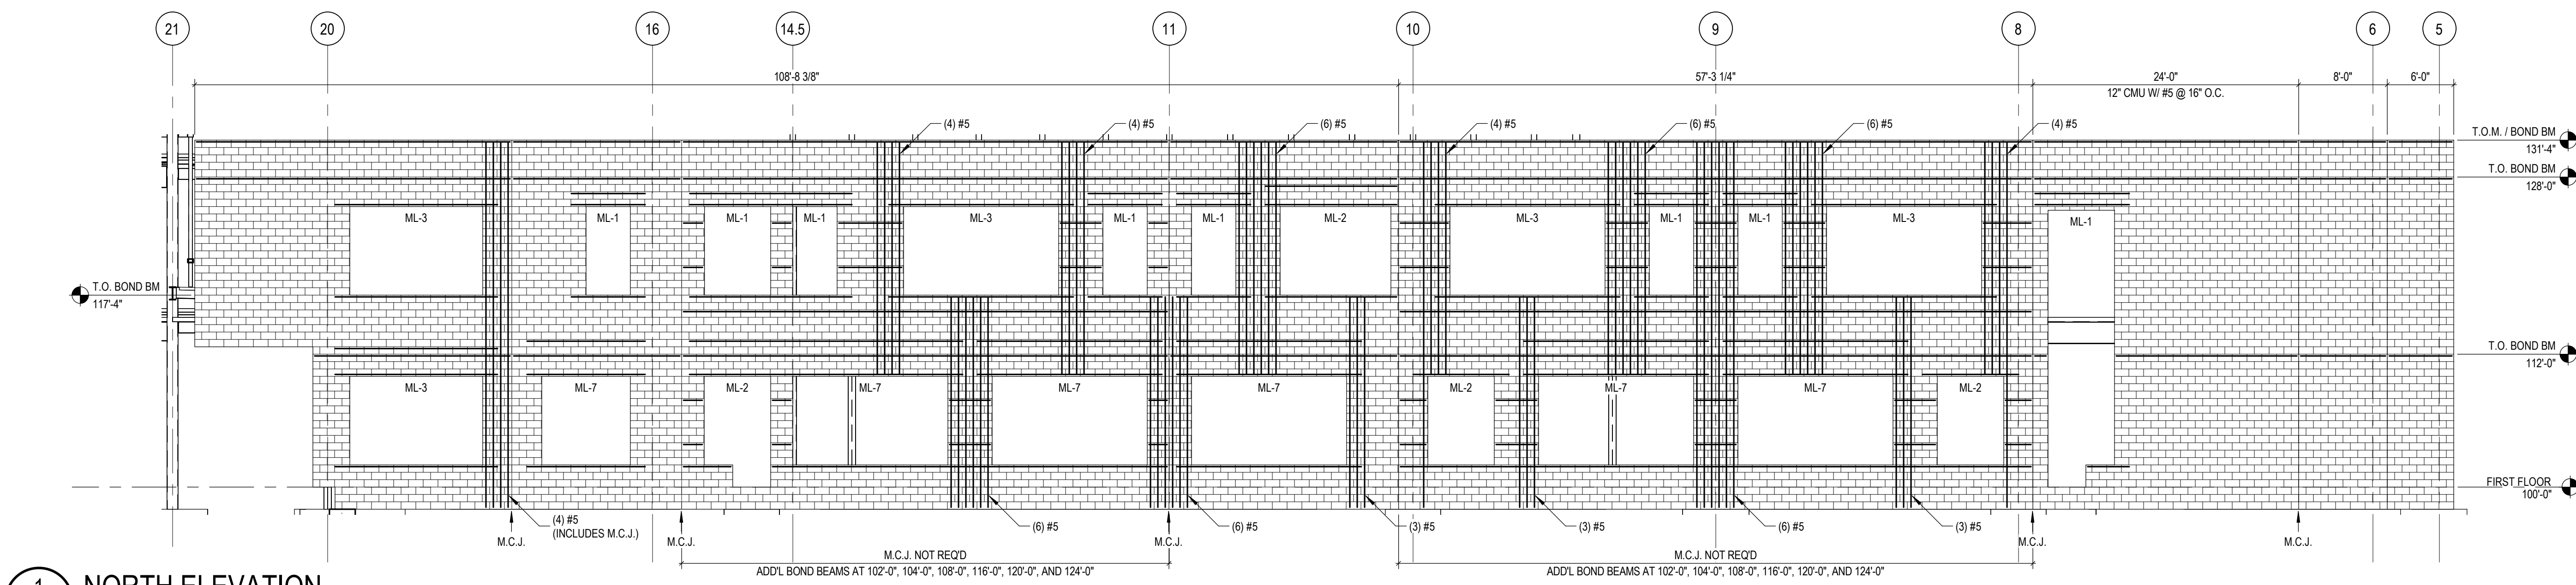 21 20 16 14.5 11 10 9 8 6 5
108'-8 3/8" 57'-3 1/4" 24'-0" 8'-0" 6'-0"
12" CMU W/ #5 @ 16" O.C.
(4) #5 (4) #5 (6) #5 (4) #5 (6) #5 (6) #5 (4) #5
T.O.M. / BOND BM
131'-4"
T.O. BOND BM
128'-0"
ML-3 ML-1 ML-1 ML-1 ML-3 ML-1 ML-1 ML-2 ML-3 ML-1 ML-1 ML-3 ML-1
T.O. BOND BM
117'-4"
T.O. BOND BM
112'-0"
ML-3 ML-7 ML-2 ML-7 ML-7 ML-7 ML-2 ML-7 ML-7 ML-2
FIRST FLOOR
100'-0"
(4) #5
(INCLUDES M.C.J.)
(6) #5 (6) #5 (3) #5 (3) #5 (6) #5 (3) #5
M.C.J. M.C.J. M.C.J. M.C.J. M.C.J.
M.C.J. NOT REQ'D
ADD'L BOND BEAMS AT 102'-0", 104'-0", 108'-0", 116'-0", 120'-0", AND 124'-0"
M.C.J. NOT REQ'D
ADD'L BOND BEAMS AT 102'-0", 104'-0", 108'-0", 116'-0", 120'-0", AND 124'-0"
1 NORTH ELEVATION